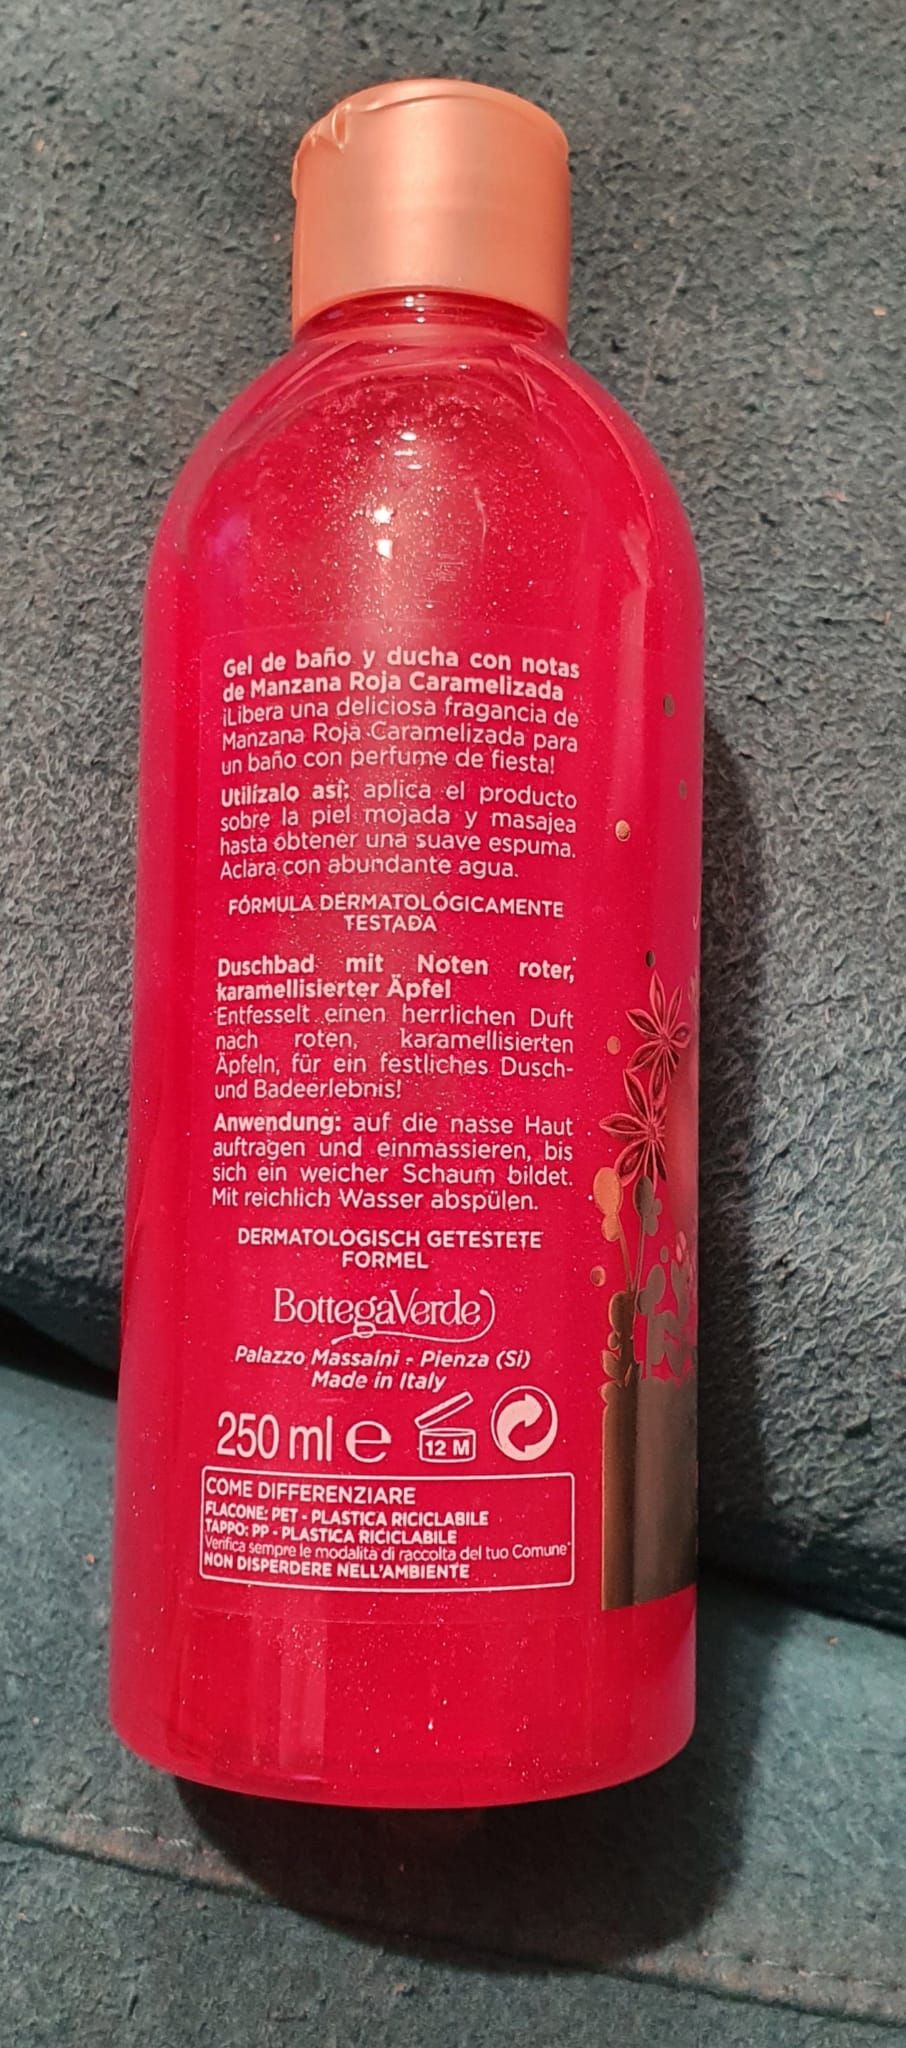 Gel de baño y ducha con notas
de Manzana Roja Caramelizada
¡Libera una deliciosa fragancia de
Manzana Roja Caramelizada para
un baño con perfume de fiesta!
Utilízalo así: aplica el producto
sobre la piel mojada y masajea
hasta obtener una suave espuma.
Aclara con abundante agua.
FÓRMULA DERMATOLÓGICAMENTE
TESTADA
Duschbad mit Noten roter,
karamellisierter Äpfel
Entfesselt einen herrlichen Duft
nach roten, karamellisierten
Äpfeln, für ein festliches Dusch-
und Badeerlebnis!
Anwendung: auf die nasse Haut
auftragen und einmassieren, bis
sich ein weicher Schaum bildet.
Mit reichlich Wasser abspülen.
DERMATOLOGISCH GETESTETE
FORMEL
BottegaVerde
Palazzo Massaini - Pienza (Si)
Made in Italy
250 ml e 12 M
COME DIFFERENZIARE
FLACONE: PET - PLASTICA RICICLABILE
TAPPO: PP - PLASTICA RICICLABILE
Verifica sempre le modalità di raccolta del tuo Comune
NON DISPERDERE NELL'AMBIENTE